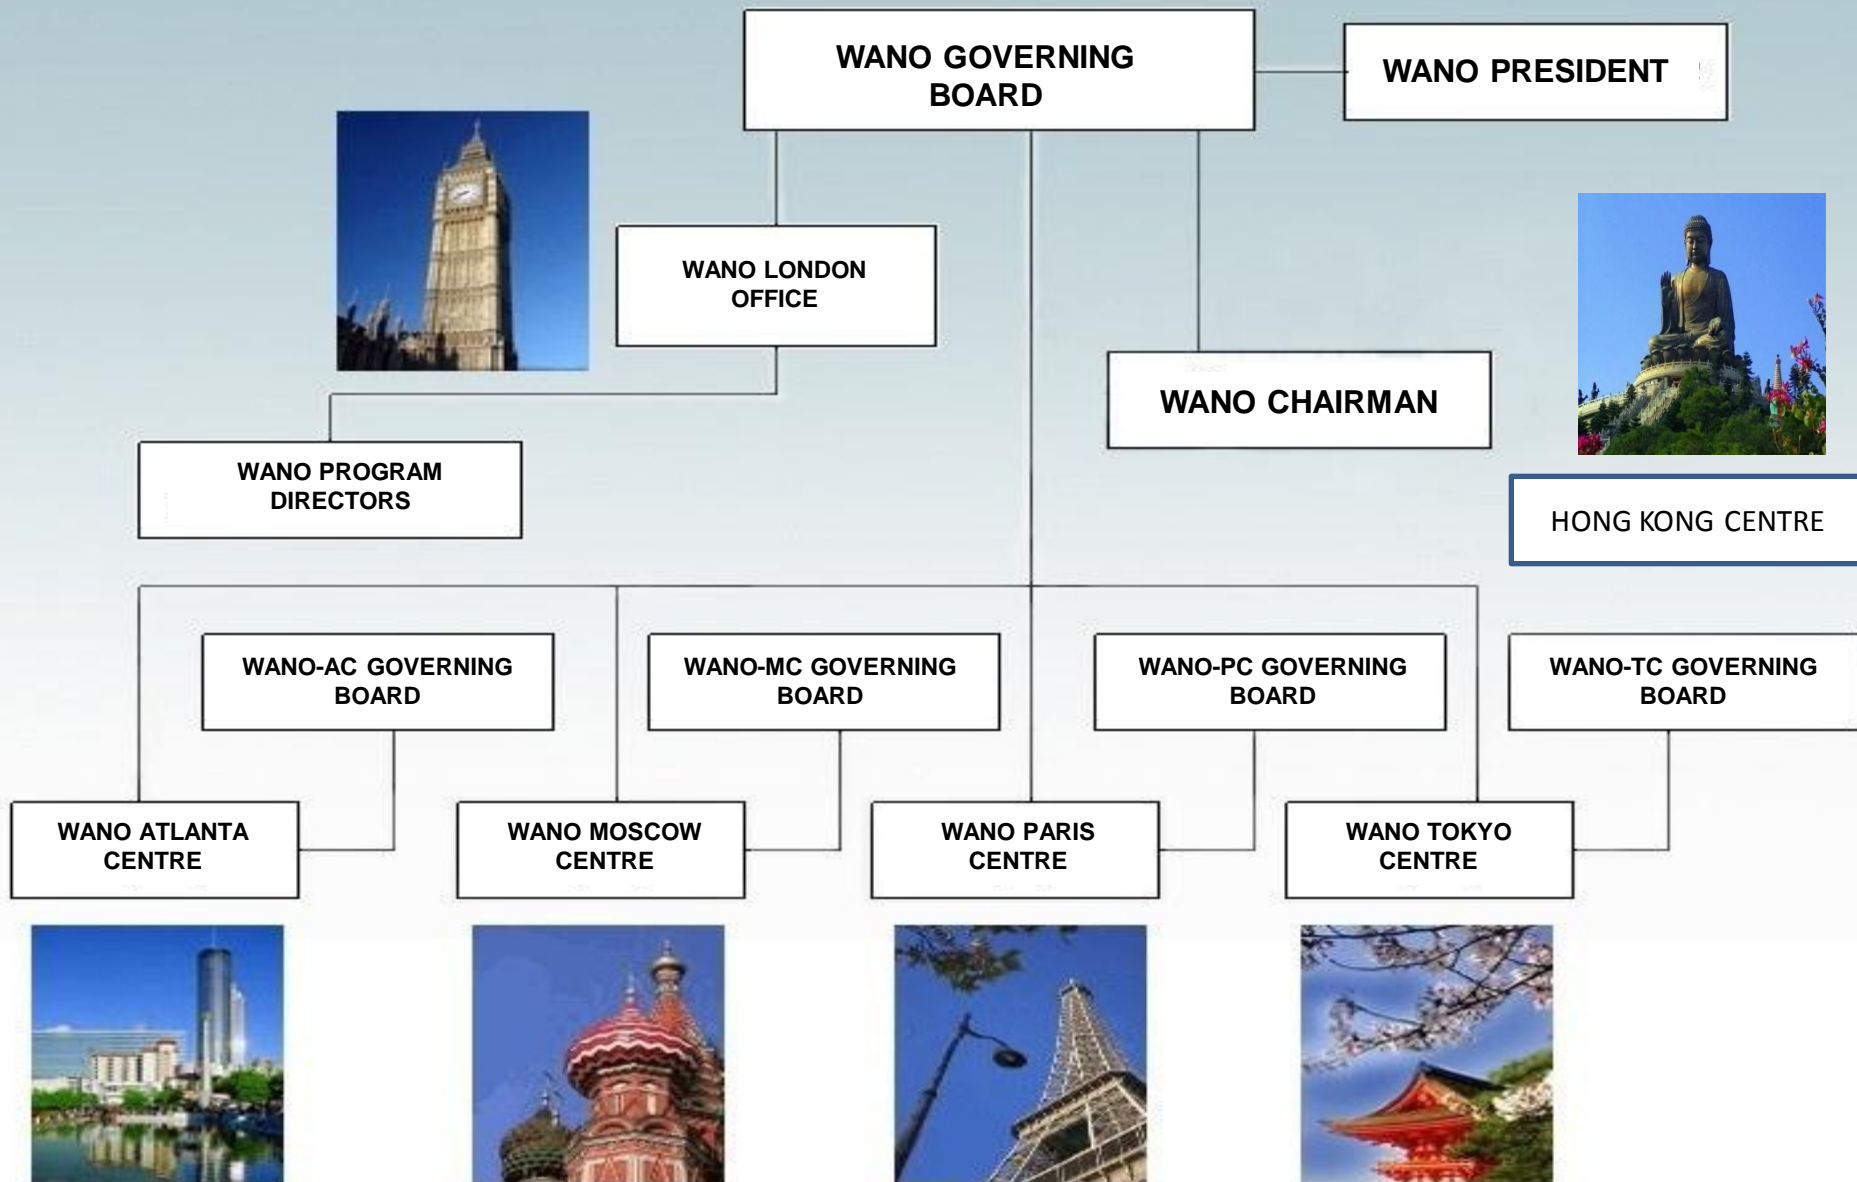 WANO GOVERNING
BOARD
WANO PRESIDENT
WANO LONDON
OFFICE
WANO CHAIRMAN
WANO PROGRAM
DIRECTORS
HONG KONG CENTRE
WANO-AC GOVERNING
BOARD
WANO-MC GOVERNING
BOARD
WANO-PC GOVERNING
BOARD
WANO-TC GOVERNING
BOARD
WANO ATLANTA
CENTRE
WANO MOSCOW
CENTRE
WANO PARIS
CENTRE
WANO TOKYO
CENTRE